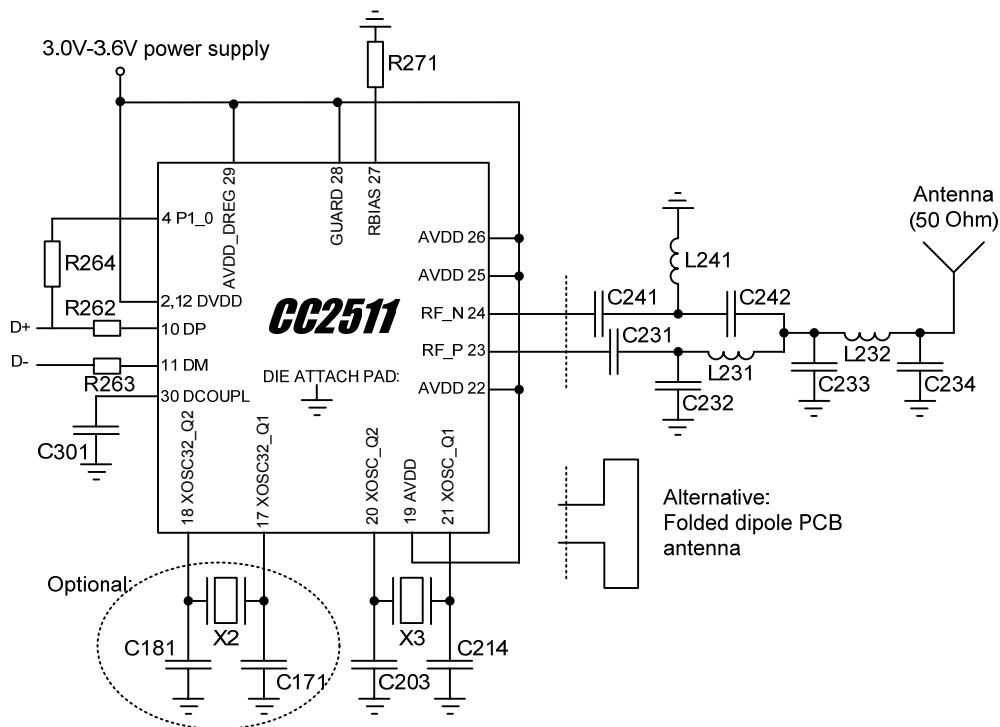 3.0V-3.6V power supply
R271
AVDD_DREG 29
GUARD 28
RBIAS 27
4 P1_0
R264
R262
2,12 DVDD
D+
10 DP
D-
11 DM
R263
30 DCOUPL
C301
CC2511
DIE ATTACH PAD:
AVDD 26
AVDD 25
RF_N 24
RF_P 23
AVDD 22
18 XOSC32_Q2
17 XOSC32_Q1
20 XOSC_Q2
19 AVDD
21 XOSC_Q1
L241
C241
C242
C231
L231
C232
C233
L232
C234
Antenna
(50 Ohm)
Alternative:
Folded dipole PCB
antenna
Optional:
X2
X3
C181
C171
C203
C214